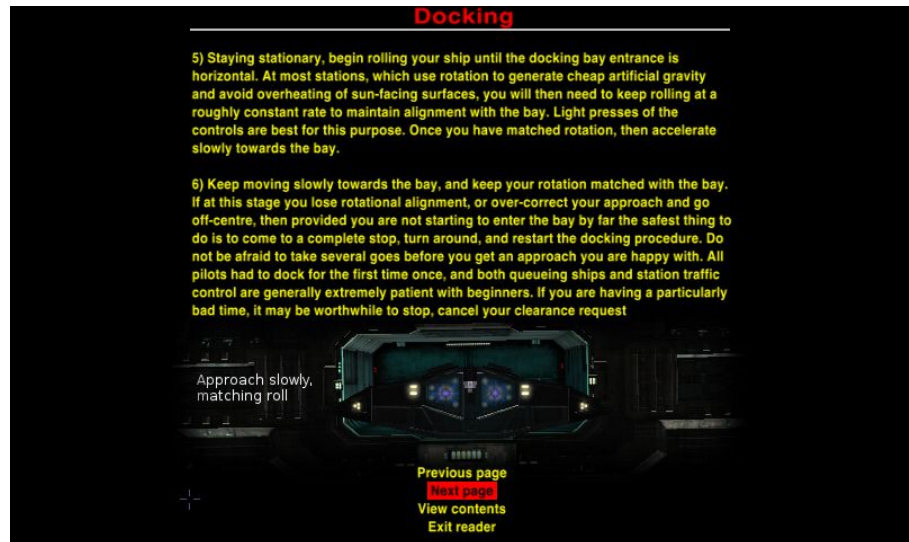 Docking
5) Staying stationary, begin rolling your ship until the docking bay entrance is
horizontal. At most stations, which use rotation to generate cheap artificial gravity
and avoid overheating of sun-facing surfaces, you will then need to keep rolling at a
roughly constant rate to maintain alignment with the bay. Light presses of the
controls are best for this purpose. Once you have matched rotation, then accelerate
slowly towards the bay.
6) Keep moving slowly towards the bay, and keep your rotation matched with the bay.
If at this stage you lose rotational alignment, or over-correct your approach and go
off-centre, then provided you are not starting to enter the bay by far the safest thing to
do is to come to a complete stop, turn around, and restart the docking procedure. Do
not be afraid to take several goes before you get an approach you are happy with. All
pilots had to dock for the first time once, and both queueing ships and station traffic
control are generally extremely patient with beginners. If you are having a particularly
bad time, it may be worthwhile to stop, cancel your clearance request
Approach slowly,
matching roll
Previous page
Next page
View contents
Exit reader